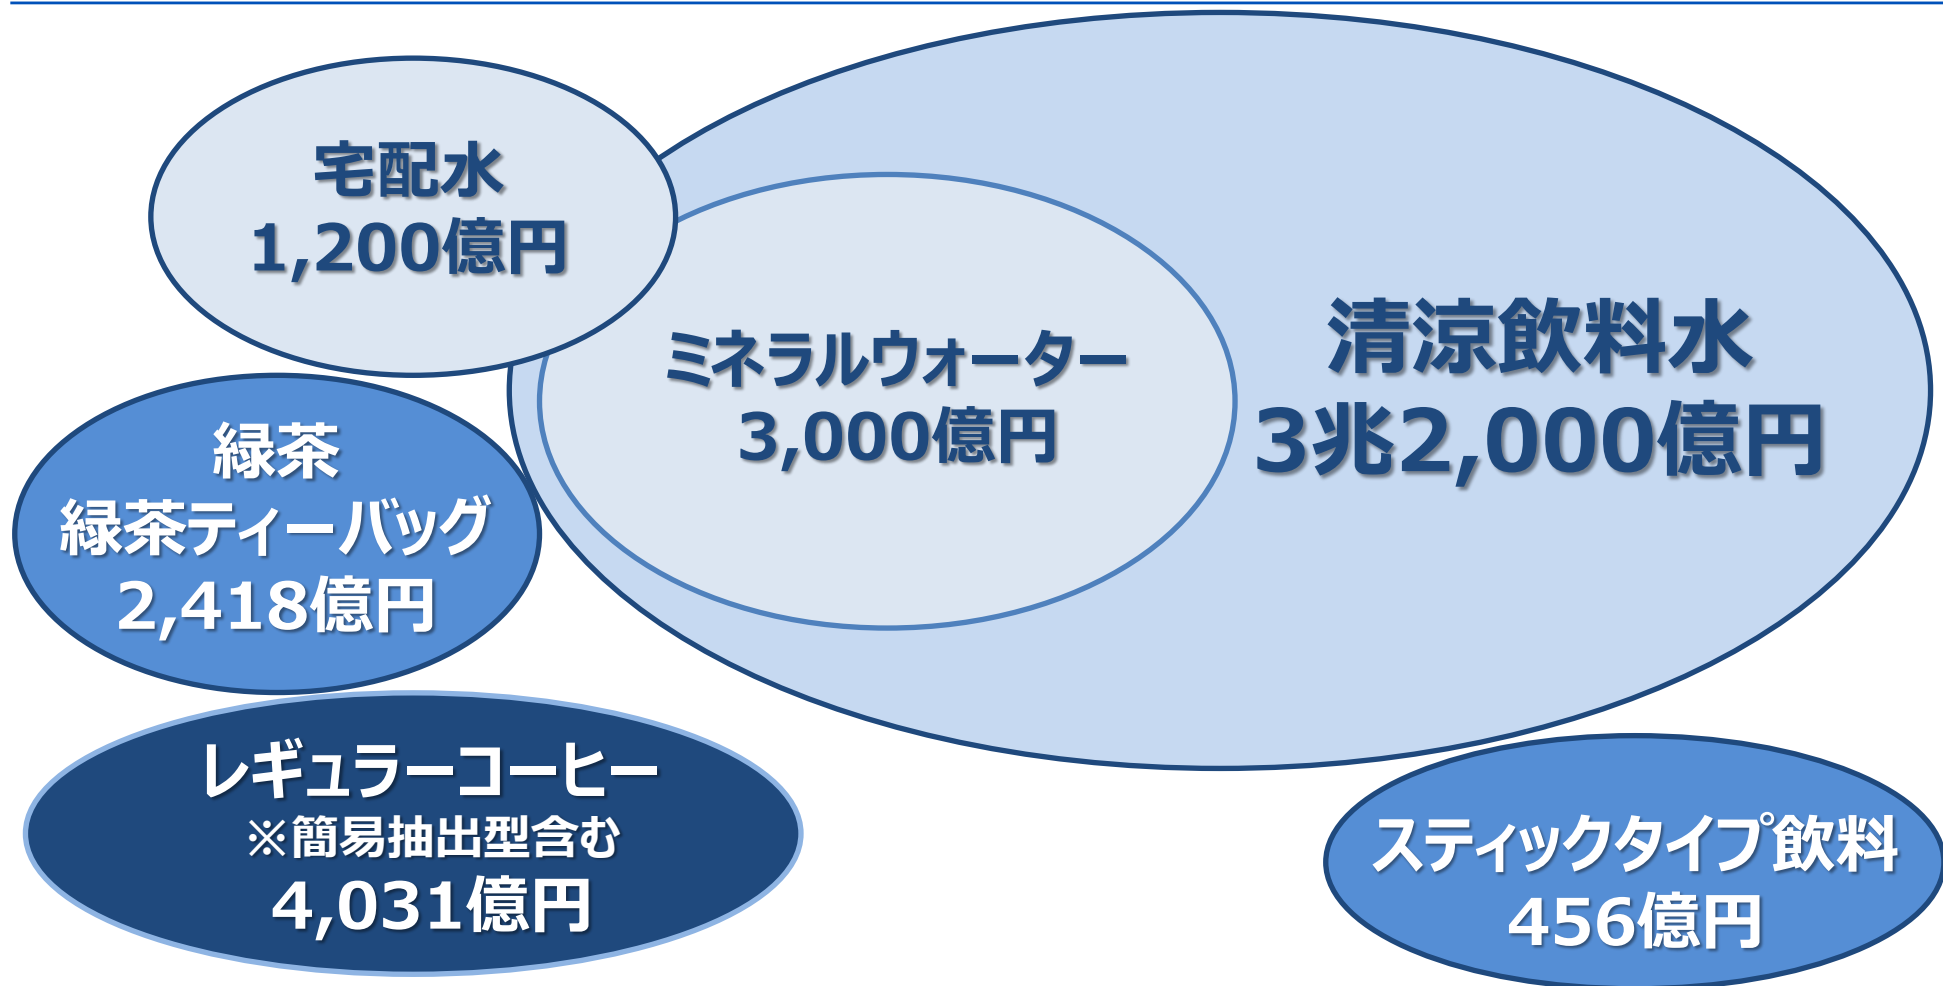 宅配水
1,200億円
ミネラルウォーター
3,000億円
清涼飲料水
3兆2,000億円
緑茶
緑茶ティーバッグ
2,418億円
レギュラーコーヒー
※簡易抽出型含む
4,031億円
スティックタイプ飲料
456億円